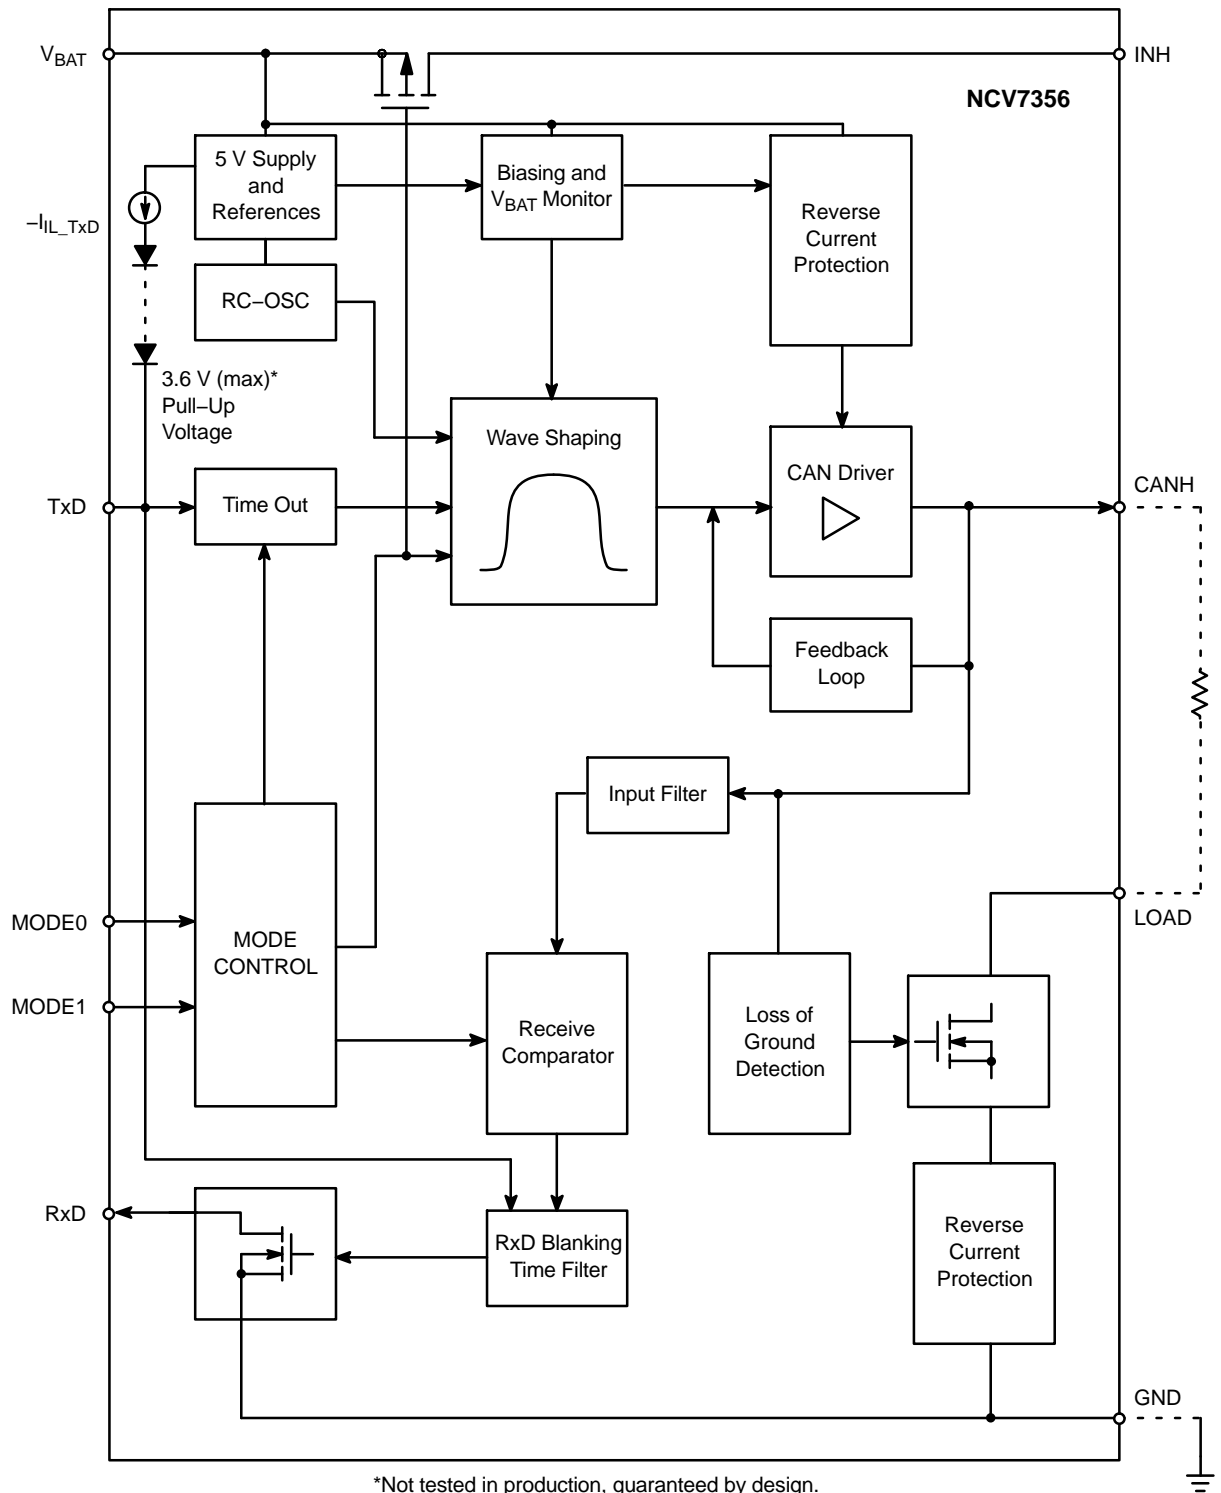 V_BAT
INH
NCV7356
5 V Supply
and
References
Biasing and
V_BAT Monitor
Reverse
Current
Protection
–I_IL_TxD
RC–OSC
3.6 V (max)*
Pull–Up
Voltage
Wave Shaping
CAN Driver
CANH
TxD
Time Out
Feedback
Loop
Input Filter
MODE0
LOAD
MODE
CONTROL
MODE1
Receive
Comparator
Loss of
Ground
Detection
RxD
RxD Blanking
Time Filter
Reverse
Current
Protection
GND
*Not tested in production, guaranteed by design.